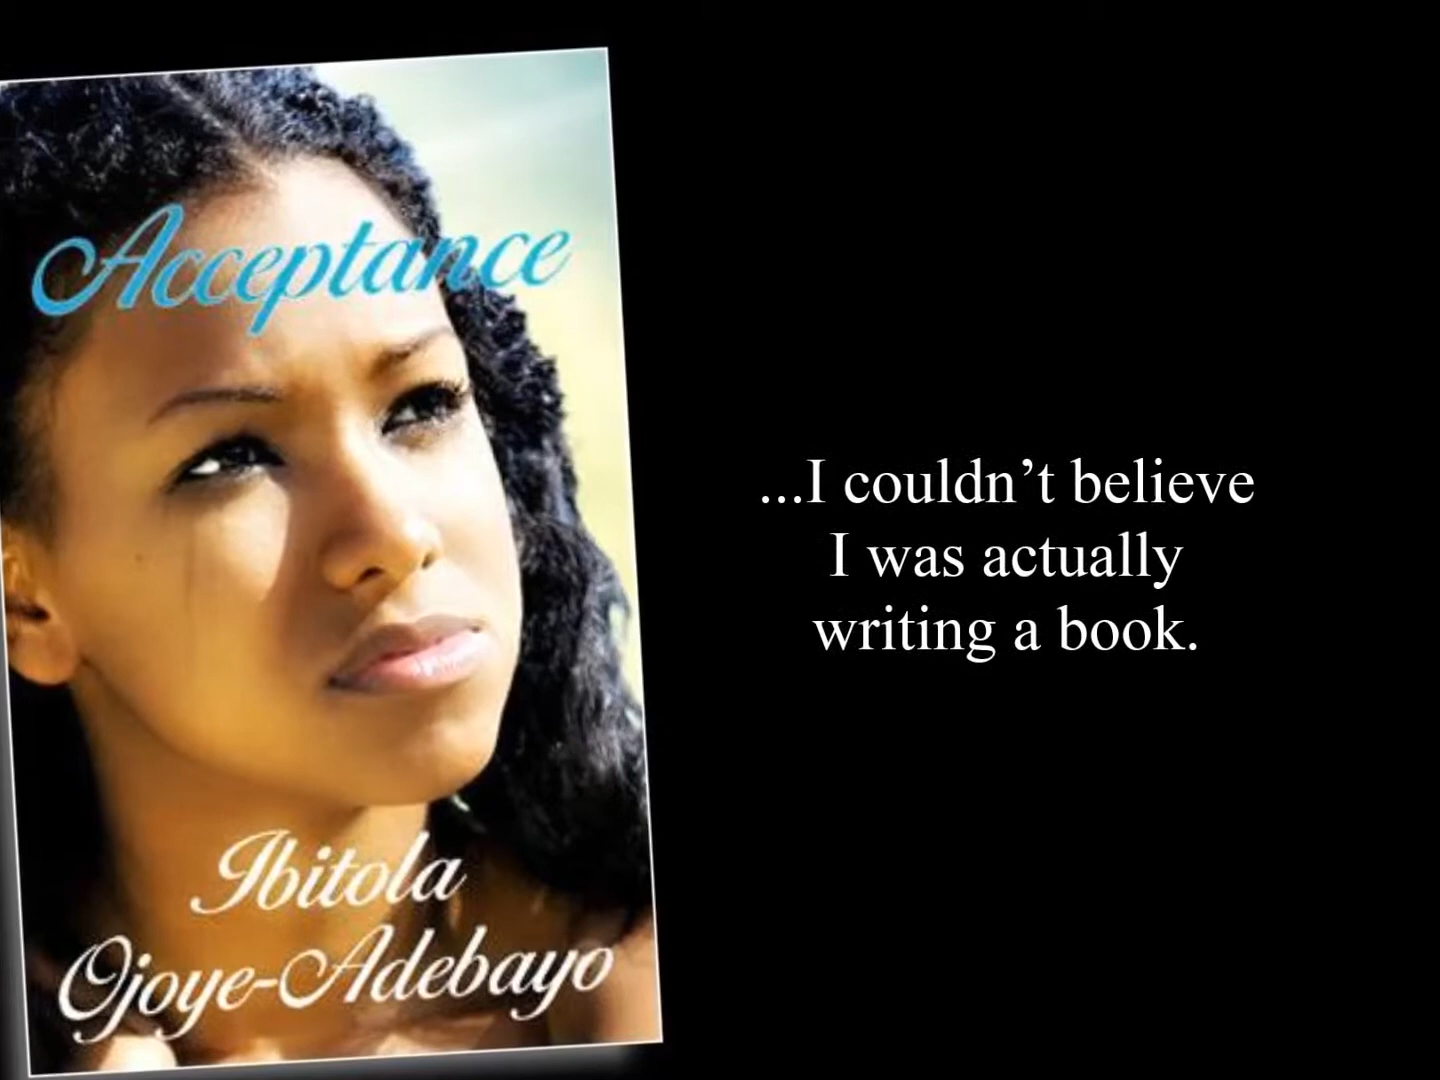 Acceptance
Ibitola
Ojoye-Adebayo
...I couldn’t believe
I was actually
writing a book.